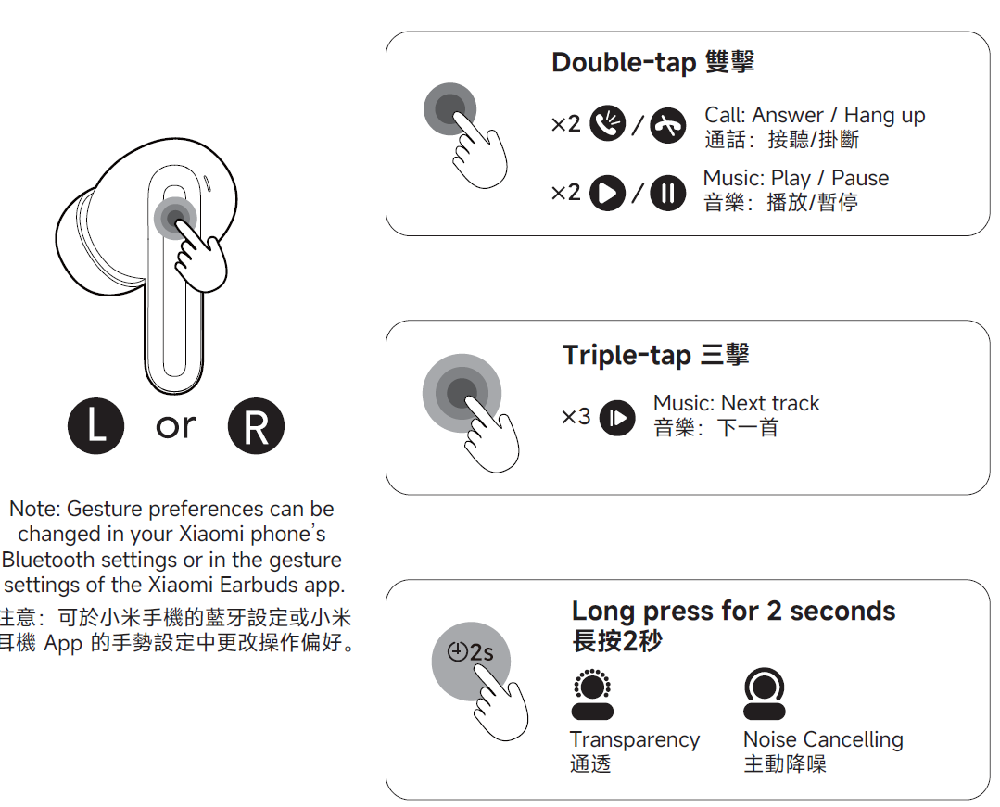 Double-tap 雙擊
×2 / Call: Answer / Hang up
通話：接聽/掛斷
×2 / Music: Play / Pause
音樂：播放/暫停
L or R
Triple-tap 三擊
×3 Music: Next track
音樂：下一首
Note: Gesture preferences can be
changed in your Xiaomi phone's
Bluetooth settings or in the gesture
settings of the Xiaomi Earbuds app.
注意：可於小米手機的藍牙設定或小米
耳機 App 的手勢設定中更改操作偏好。
Long press for 2 seconds
長按2秒
2s
Transparency
通透
Noise Cancelling
主動降噪